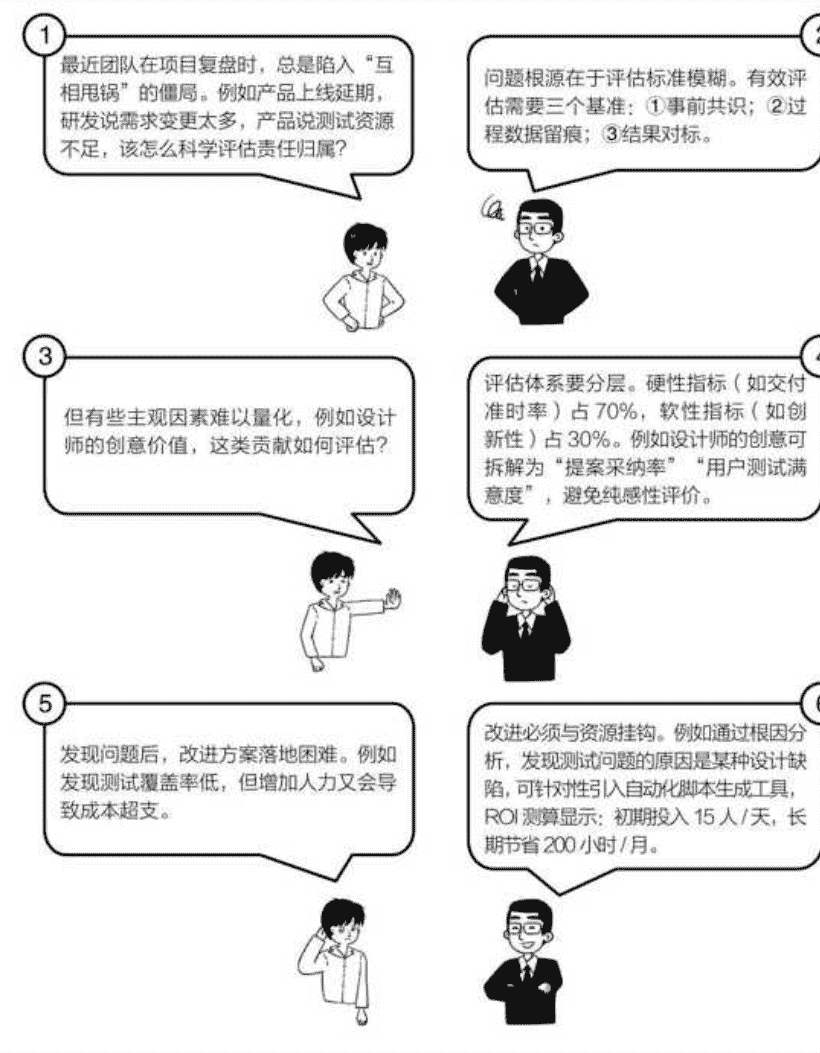 1
最近团队在项目复盘时，总是陷入“互
相甩锅”的僵局。例如产品上线延期，
研发说需求变更太多，产品说测试资源
不足，该怎么科学评估责任归属？
2
问题根源在于评估标准模糊。有效评
估需要三个基准：①事前共识；②过
程数据留痕；③结果对标。
3
但有些主观因素难以量化，例如设计
师的创意价值，这类贡献如何评估？
4
评估体系要分层。硬性指标（如交付
准时率）占70%，软性指标（如创
新性）占30%。例如设计师的创意可
拆解为“提案采纳率”“用户测试满
意度”，避免纯感性评价。
5
发现问题后，改进方案落地困难。例如
发现测试覆盖率低，但增加人力又会导
致成本超支。
6
改进必须与资源挂钩。例如通过根因分
析，发现测试问题的原因是某种设计缺
陷，可针对性引入自动化脚本生成工具，
ROI测算显示：初期投入15人/天，长
期节省200小时/月。